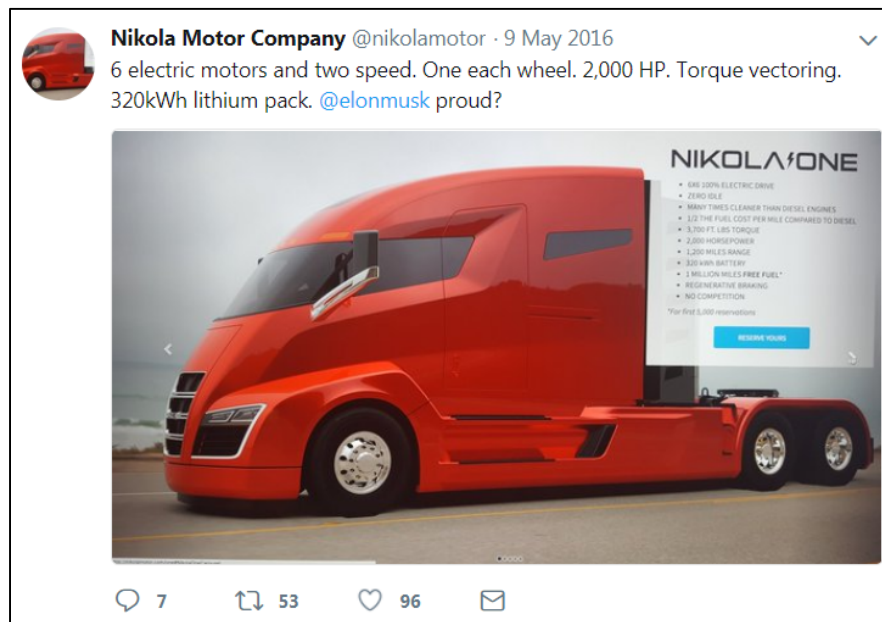 Nikola Motor Company @nikolamotor · 9 May 2016
6 electric motors and two speed. One each wheel. 2,000 HP. Torque vectoring.
320kWh lithium pack. @elonmusk proud?
NIKOLA ONE
• 6X6 100% ELECTRIC DRIVE
• ZERO IDLE
• MANY TIMES CLEANER THAN DIESEL ENGINES
• 1/2 THE FUEL COST PER MILE COMPARED TO DIESEL
• 3,700 FT. LBS TORQUE
• 2,000 HORSEPOWER
• 1,200 MILES RANGE
• 320 kWh BATTERY
• 1 MILLION MILES FREE FUEL*
• REGENERATIVE BRAKING
• NO COMPETITION
*For first 5,000 reservations
RESERVE YOURS
7 53 96